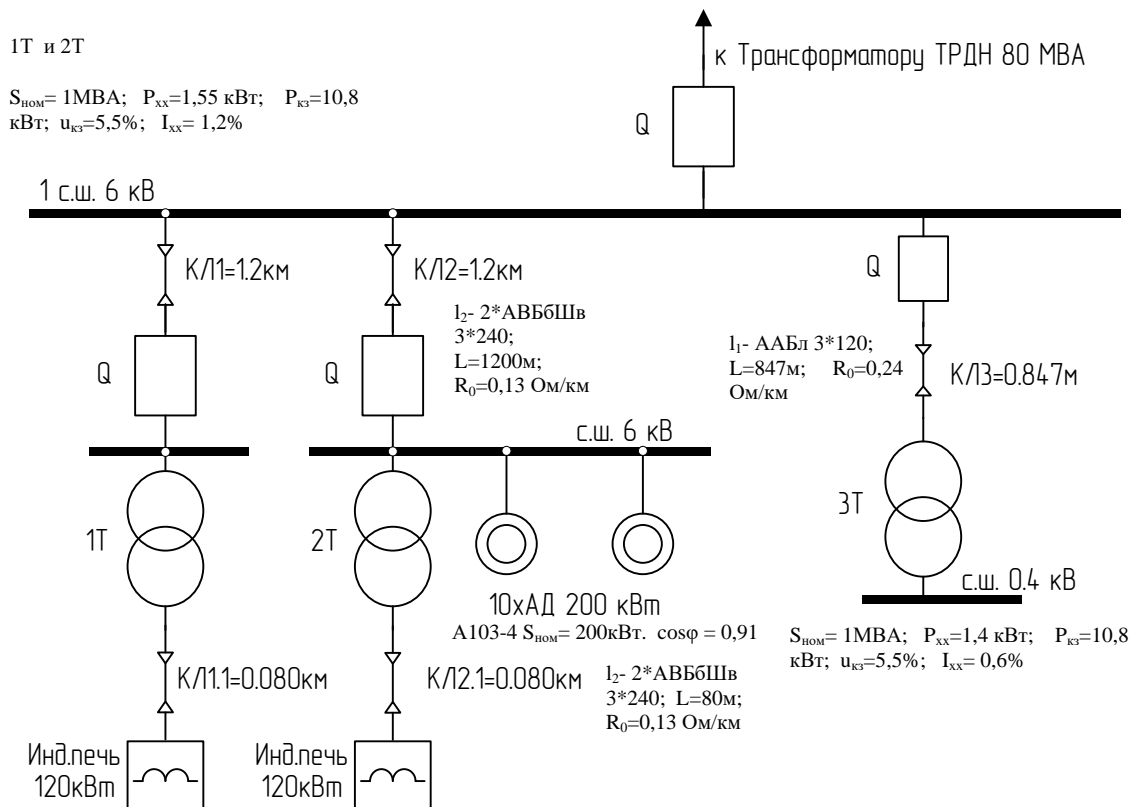 1Т и 2Т
Sном= 1МВА; Pхх=1,55 кВт; Pкз=10,8
кВт; uкз=5,5%; Iхх= 1,2%
к Трансформатору ТРДН 80 МВА
Q
1 с.ш. 6 кВ
КЛ1=1.2км
КЛ2=1.2км
Q
l₂- 2*АВБбШв
3*240;
L=1200м;
R₀=0,13 Ом/км
l₁- ААБл 3*120;
L=847м; R₀=0,24
Ом/км
КЛ3=0.847м
Q
Q
с.ш. 6 кВ
1Т
2Т
3Т
10хАД 200 кВт
А103-4 Sном= 200кВт. cosφ = 0,91
с.ш. 0.4 кВ
Sном= 1МВА; Pхх=1,4 кВт; Pкз=10,8
кВт; uкз=5,5%; Iхх= 0,6%
КЛ1.1=0.080км
КЛ2.1=0.080км
l₂- 2*АВБбШв
3*240; L=80м;
R₀=0,13 Ом/км
Инд.печь
120кВт
Инд.печь
120кВт